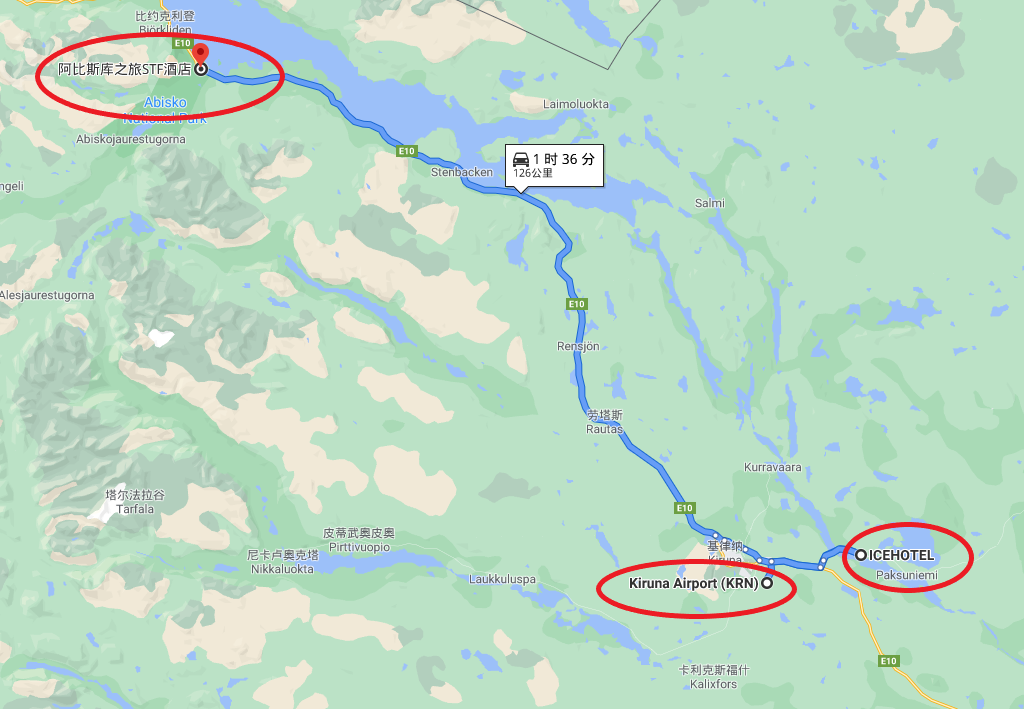 比约克利登
Björkliden
E10
阿比斯库之旅STF酒店
Abisko
National Park
Laimoluokta
Abiskojaurestugorna
E10
1 时 36 分
126公里
Stenbacken
ngeli
Salmi
Alesjaurestugorna
E10
Rensjön
劳塔斯
Rautas
Kurravaara
塔尔法拉谷
Tarfala
E10
皮蒂武奥皮奥
Pirttivuopio
基律纳
Kiruna
尼卡卢奥克塔
Nikkaluokta
ICEHOTEL
Paksuniemi
Laukkuluspa
Kiruna Airport (KRN)
E10
卡利克斯福什
Kalixfors